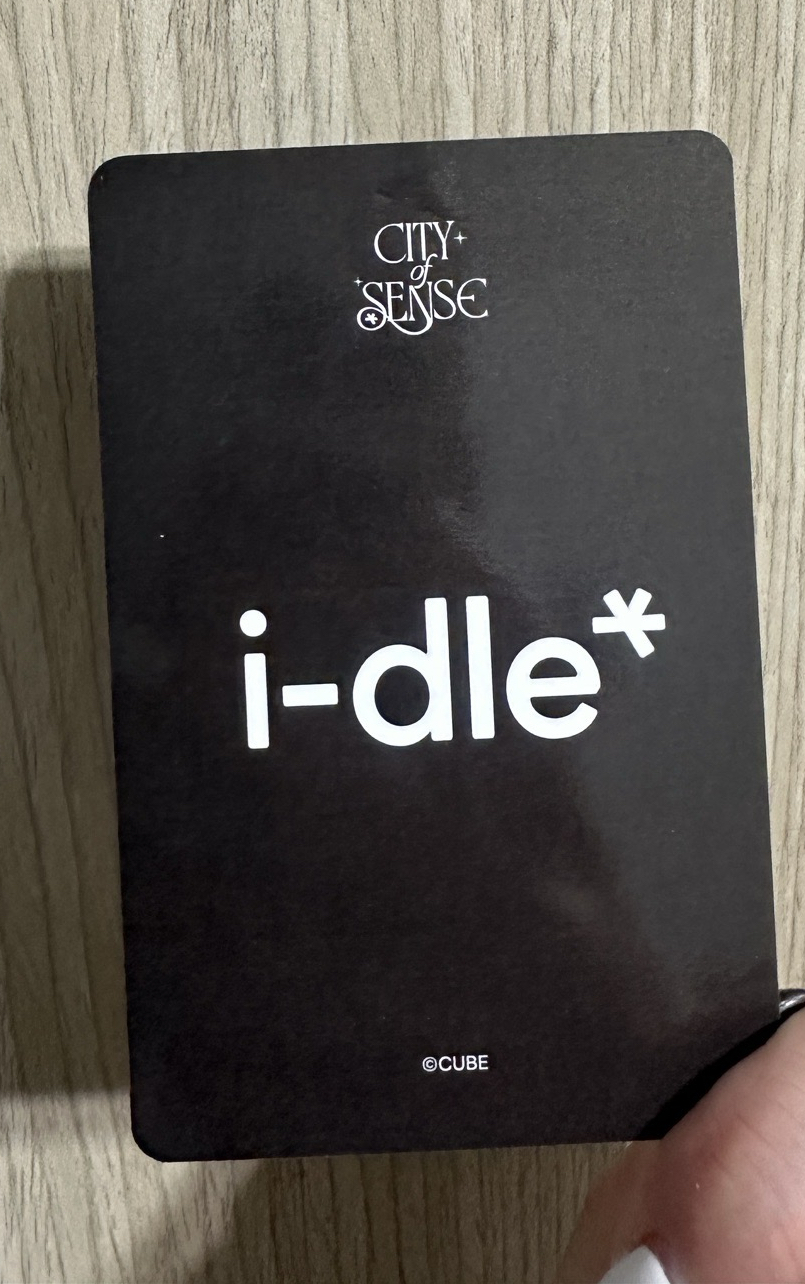 CITY
of
SENSE
i-dle*
©CUBE